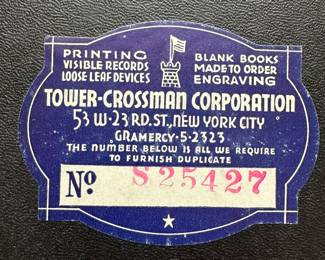 PRINTING
VISIBLE RECORDS
LOOSE LEAF DEVICES
BLANK BOOKS
MADE TO ORDER
ENGRAVING
TOWER-CROSSMAN CORPORATION
53 W·23 RD.ST., NEW YORK CITY
GRAMERCY·5·2323
THE NUMBER BELOW IS ALL WE REQUIRE
TO FURNISH DUPLICATE
No S25427